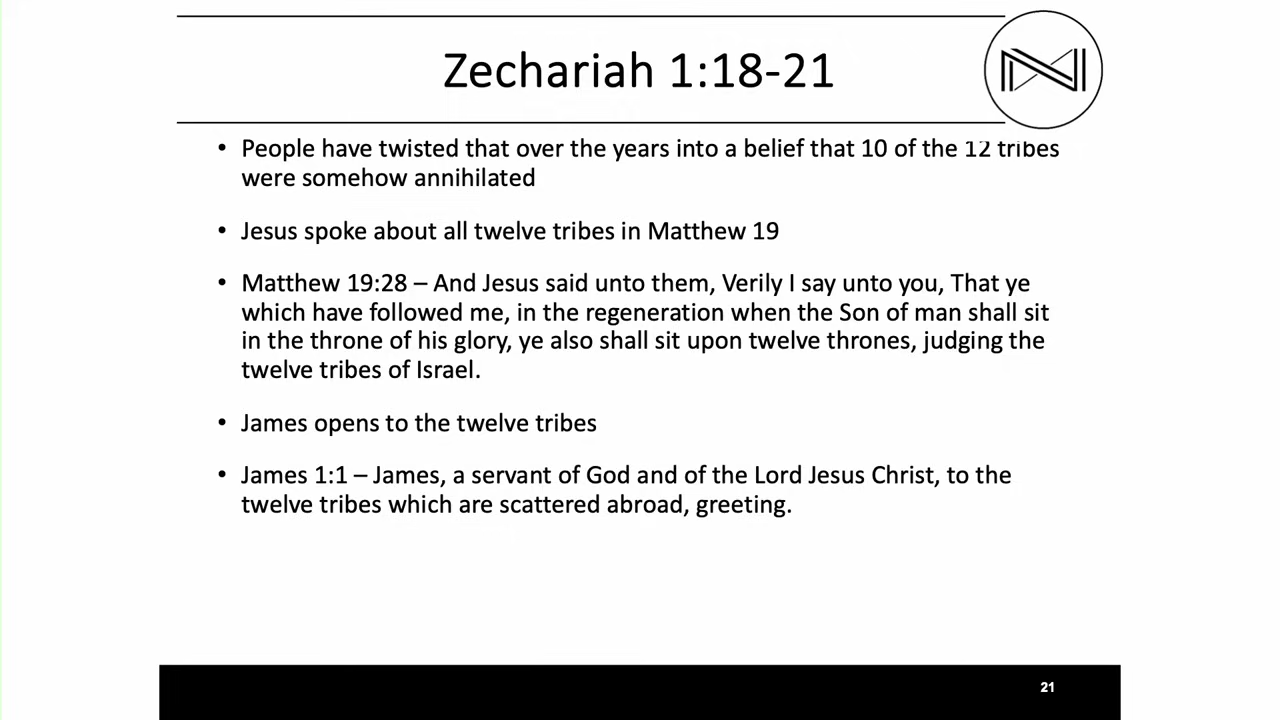 Zechariah 1:18-21
• People have twisted that over the years into a belief that 10 of the 12 tribes
were somehow annihilated
• Jesus spoke about all twelve tribes in Matthew 19
• Matthew 19:28 – And Jesus said unto them, Verily I say unto you, That ye
which have followed me, in the regeneration when the Son of man shall sit
in the throne of his glory, ye also shall sit upon twelve thrones, judging the
twelve tribes of Israel.
• James opens to the twelve tribes
• James 1:1 – James, a servant of God and of the Lord Jesus Christ, to the
twelve tribes which are scattered abroad, greeting.
21